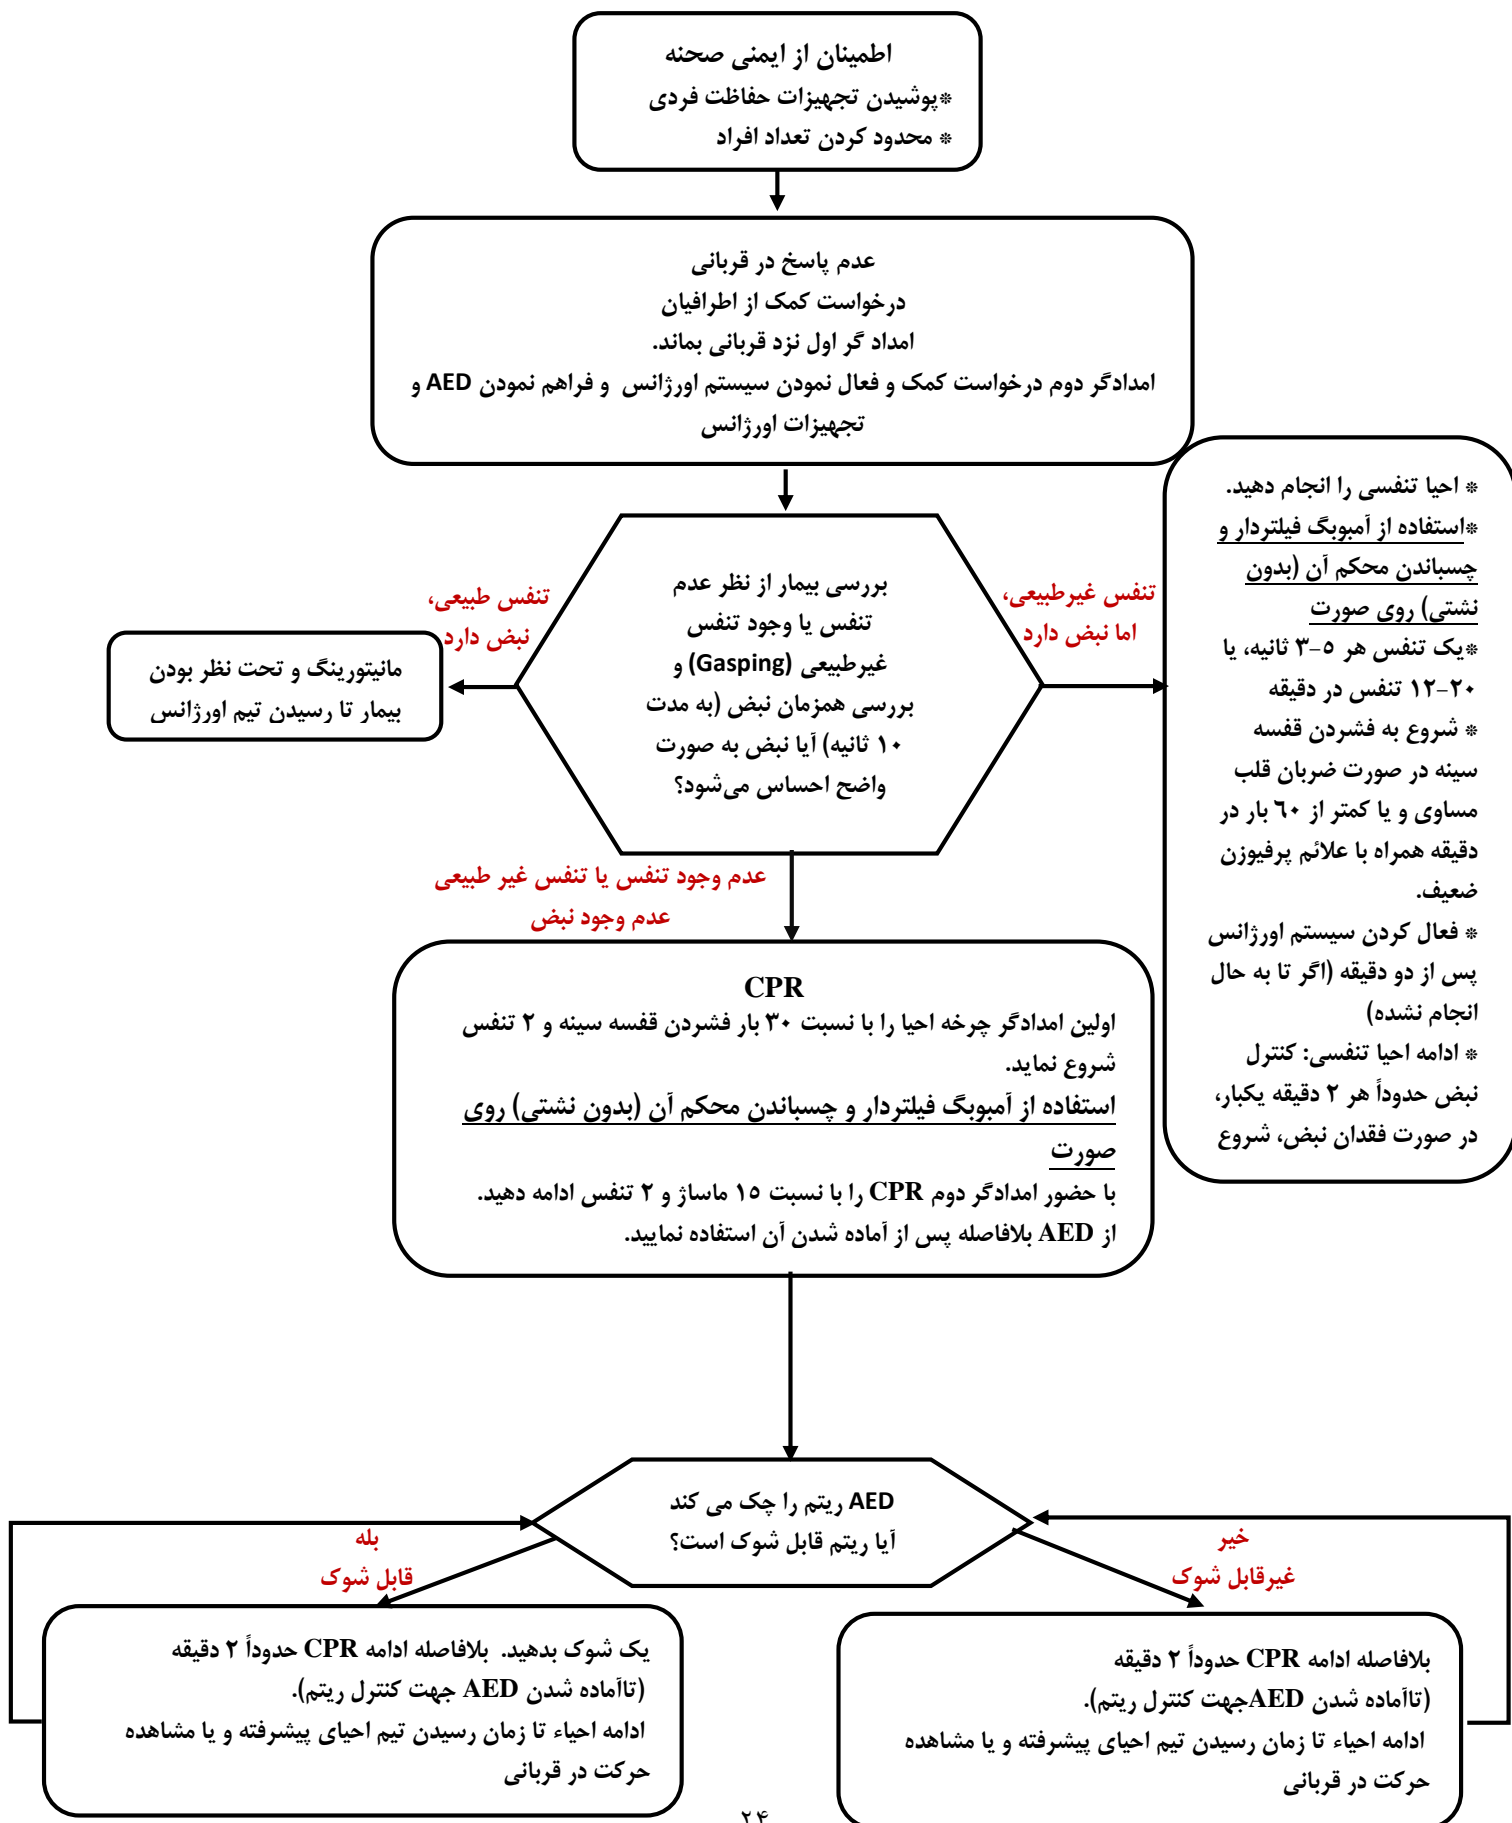 اطمینان از ایمنی صحنه
*پوشیدن تجهیزات حفاظت فردی
* محدود کردن تعداد افراد
عدم پاسخ در قربانی
درخواست کمک از اطرافیان
امداد گر اول نزد قربانی بماند.
امدادگر دوم درخواست کمک و فعال نمودن سیستم اورژانس و فراهم نمودن AED و
تجهیزات اورژانس
بررسی بیمار از نظر عدم
تنفس یا وجود تنفس
غیرطبیعی (Gasping) و
بررسی همزمان نبض (به مدت
۱۰ ثانیه) آیا نبض به صورت
واضح احساس می‌شود؟
تنفس غیرطبیعی،
اما نبض دارد
* احیا تنفسی را انجام دهید.
*استفاده از آمبوبگ فیلتردار و
چسباندن محکم آن (بدون
نشتی) روی صورت
*یک تنفس هر ۵-۳ ثانیه، یا
۲۰-۱۲ تنفس در دقیقه
* شروع به فشردن قفسه
سینه در صورت ضربان قلب
مساوی و یا کمتر از ۶۰ بار در
دقیقه همراه با علائم پرفیوژن
ضعیف.
* فعال کردن سیستم اورژانس
پس از دو دقیقه (اگر تا به حال
انجام نشده)
* ادامه احیا تنفسی: کنترل
نبض حدوداً هر ۲ دقیقه یکبار،
در صورت فقدان نبض، شروع
تنفس طبیعی،
نبض دارد
مانیتورینگ و تحت نظر بودن
بیمار تا رسیدن تیم اورژانس
عدم وجود تنفس یا تنفس غیر طبیعی
عدم وجود نبض
CPR
اولین امدادگر چرخه احیا را با نسبت ۳۰ بار فشردن قفسه سینه و ۲ تنفس
شروع نماید.
استفاده از آمبوبگ فیلتردار و چسباندن محکم آن (بدون نشتی) روی
صورت
با حضور امدادگر دوم CPR را با نسبت ۱۵ ماساژ و ۲ تنفس ادامه دهید.
از AED بلافاصله پس از آماده شدن آن استفاده نمایید.
AED ریتم را چک می کند
آیا ریتم قابل شوک است؟
خیر
غیرقابل شوک
بلافاصله ادامه CPR حدوداً ۲ دقیقه
(تاآماده شدن AEDجهت کنترل ریتم).
ادامه احیاء تا زمان رسیدن تیم احیای پیشرفته و یا مشاهده
حرکت در قربانی
بله
قابل شوک
یک شوک بدهید. بلافاصله ادامه CPR حدوداً ۲ دقیقه
(تاآماده شدن AED جهت کنترل ریتم).
ادامه احیاء تا زمان رسیدن تیم احیای پیشرفته و یا مشاهده
حرکت در قربانی
۲۴